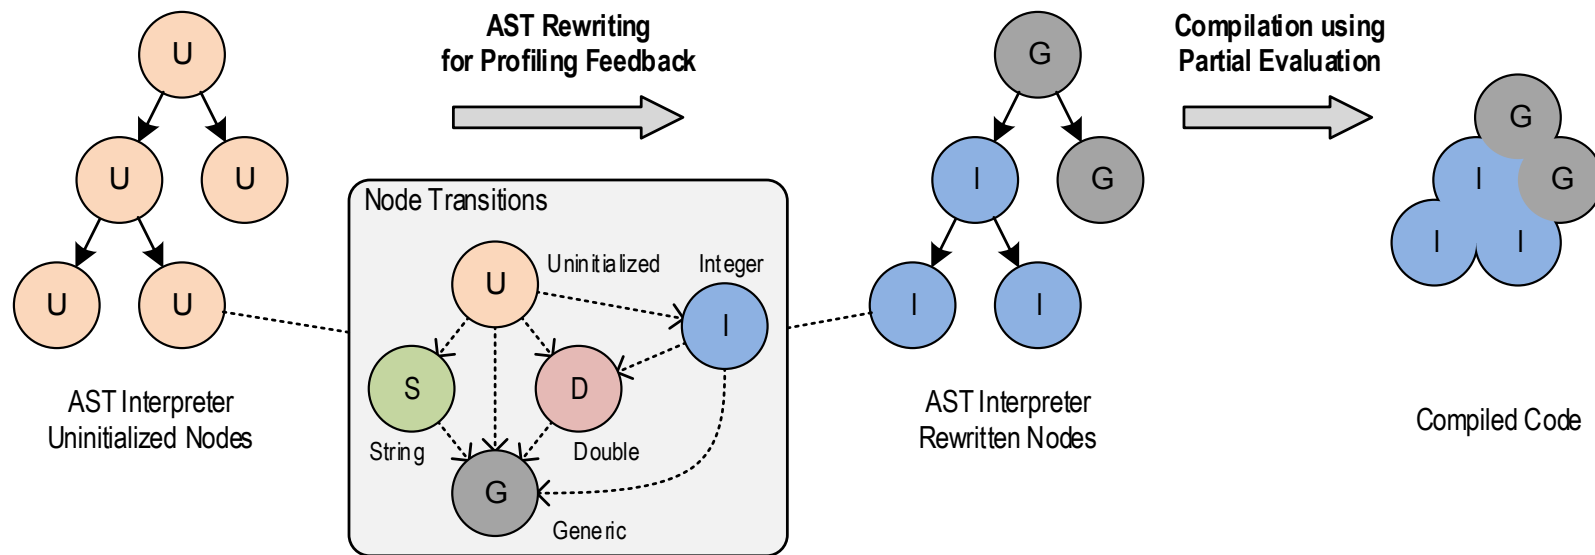 AST Rewriting
for Profiling Feedback
Compilation using
Partial Evaluation
U
U
U
U
U
AST Interpreter
Uninitialized Nodes
Node Transitions
Uninitialized
Integer
U
I
S
D
String
Double
G
Generic
G
I
G
I
I
AST Interpreter
Rewritten Nodes
G
I
G
I
I
Compiled Code